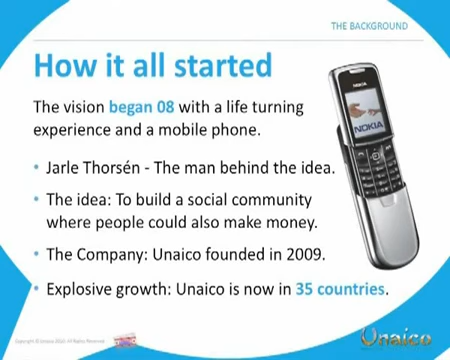 THE BACKGROUND
How it all started
The vision began 08 with a life turning
experience and a mobile phone.
• Jarle Thorsén - The man behind the idea.
• The idea: To build a social community
where people could also make money.
• The Company: Unaico founded in 2009.
• Explosive growth: Unaico is now in 35 countries.
NOKIA
NOKIA
Unaico